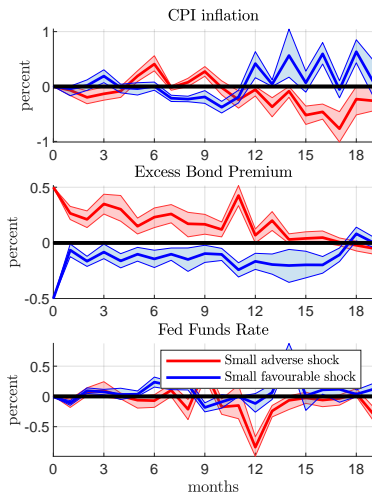 CPI inflation
1
0
-1
percent
0 3 6 9 12 15 18
Excess Bond Premium
0.5
0
-0.5
percent
0 3 6 9 12 15 18
Fed Funds Rate
0.5
0
-0.5
percent
Small adverse shock
Small favourable shock
0 3 6 9 12 15 18
months